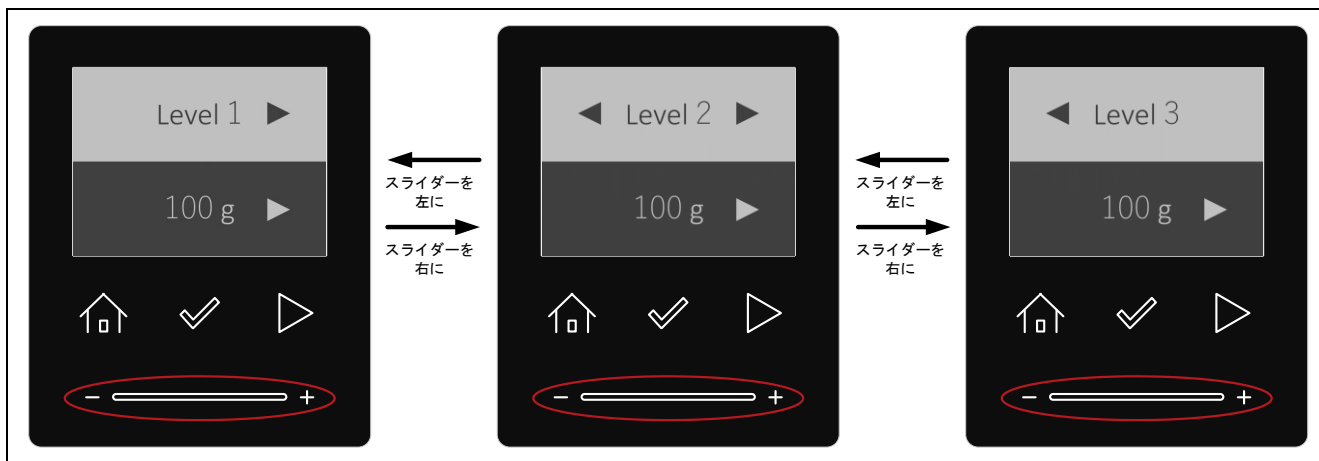 Level 1
100 g
- +
スライダーを
左に
スライダーを
右に
Level 2
100 g
- +
スライダーを
左に
スライダーを
右に
Level 3
100 g
- +